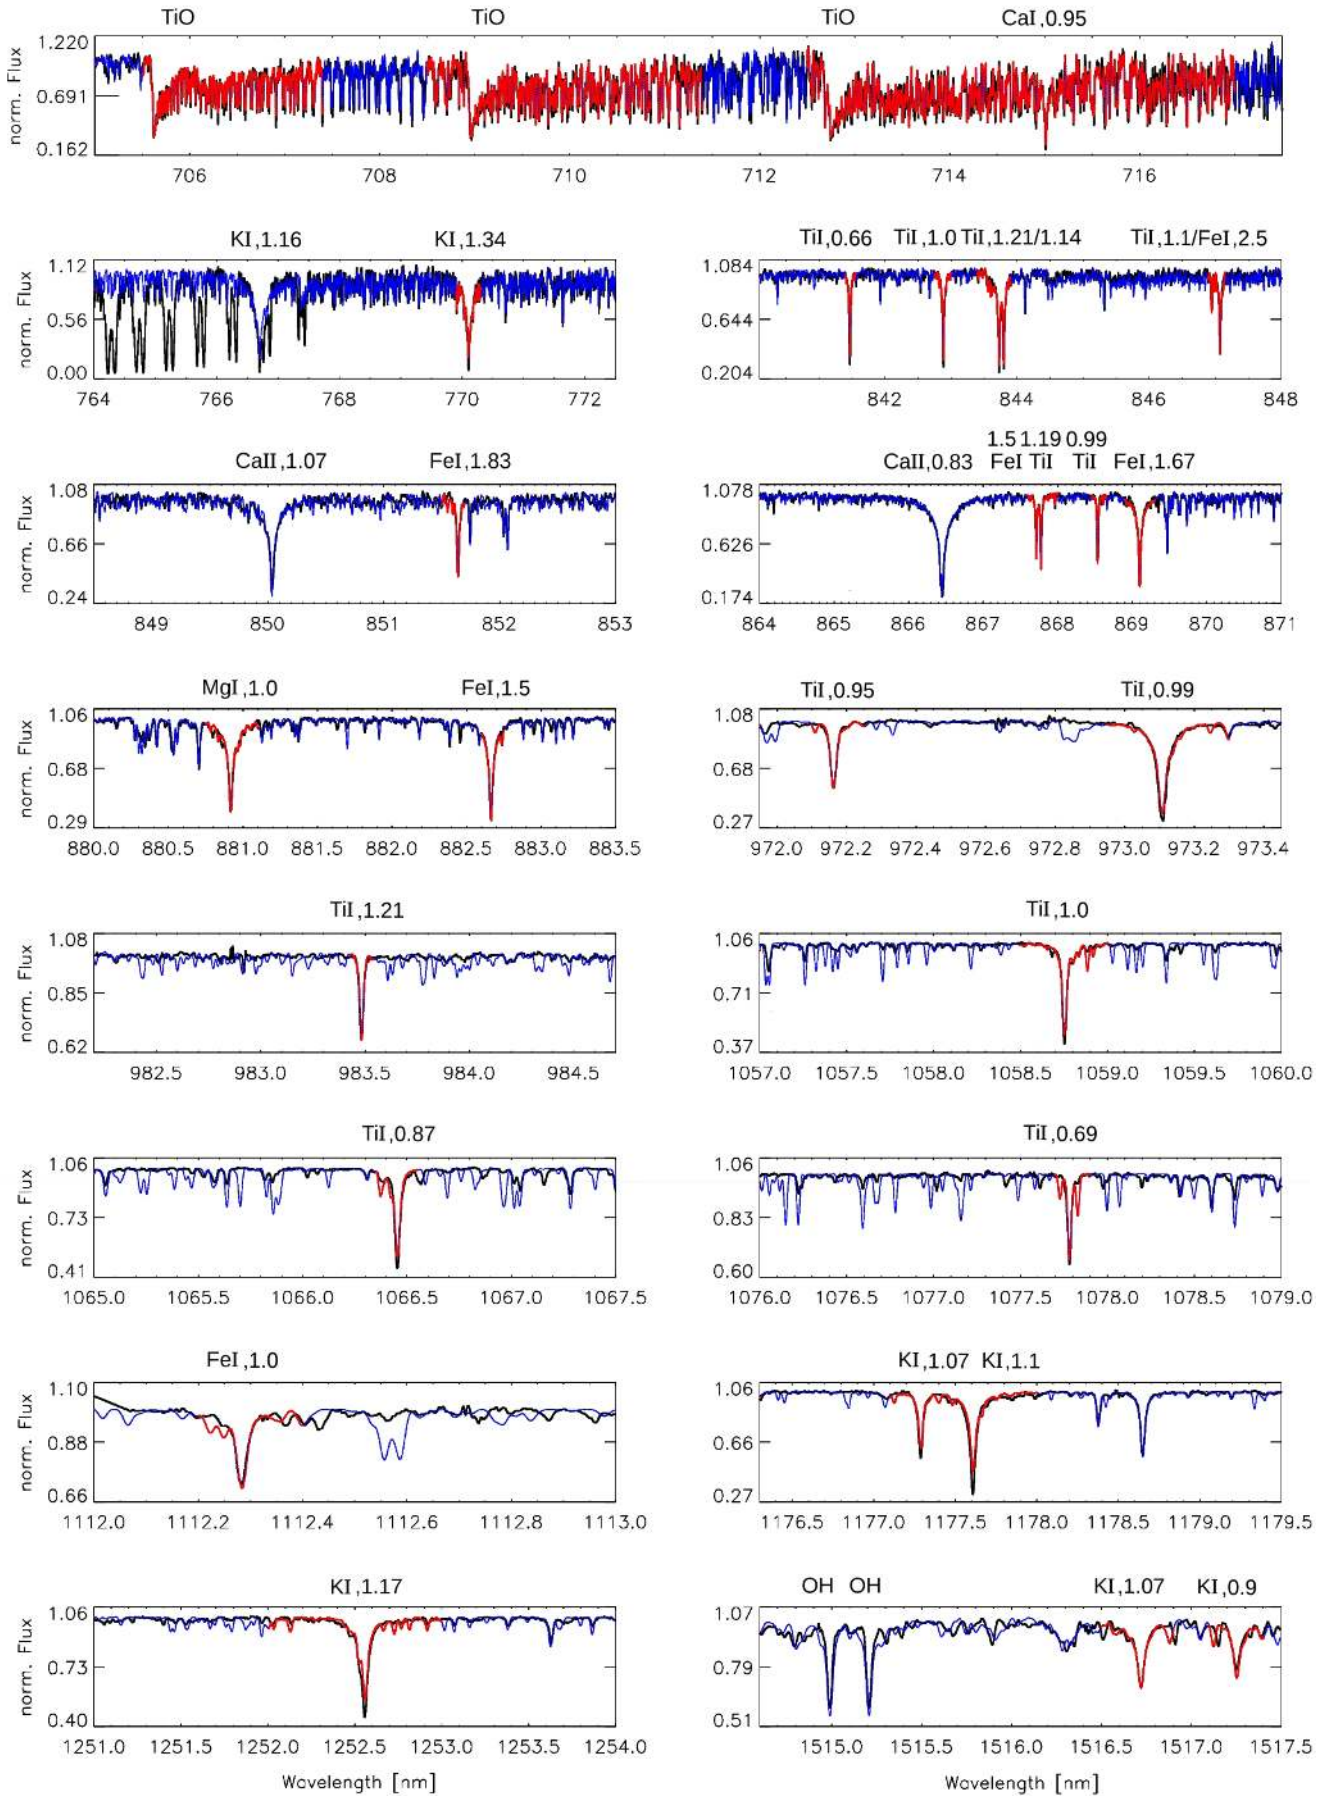 TiO TiO TiO CaI,0.95
norm. Flux
1.220
0.691
0.162
706 708 710 712 714 716
KI,1.16 KI,1.34
norm. Flux
1.12
0.56
0.00
764 766 768 770 772
TiI,0.66 TiI,1.0 TiI,1.21/1.14 TiI,1.1/FeI,2.5
1.084
0.644
0.204
842 844 846 848
CaII,1.07 FeI,1.83
norm. Flux
1.08
0.66
0.24
849 850 851 852 853
1.5 1.19 0.99
CaII,0.83 FeI TiI TiI FeI,1.67
1.078
0.626
0.174
864 865 866 867 868 869 870 871
MgI,1.0 FeI,1.5
norm. Flux
1.06
0.68
0.29
880.0 880.5 881.0 881.5 882.0 882.5 883.0 883.5
TiI,0.95 TiI,0.99
1.08
0.68
0.27
972.0 972.2 972.4 972.6 972.8 973.0 973.2 973.4
TiI,1.21
norm. Flux
1.08
0.85
0.62
982.5 983.0 983.5 984.0 984.5
TiI,1.0
1.06
0.71
0.37
1057.0 1057.5 1058.0 1058.5 1059.0 1059.5 1060.0
TiI,0.87
norm. Flux
1.06
0.73
0.41
1065.0 1065.5 1066.0 1066.5 1067.0 1067.5
TiI,0.69
1.06
0.83
0.60
1076.0 1076.5 1077.0 1077.5 1078.0 1078.5 1079.0
FeI,1.0
norm. Flux
1.10
0.88
0.66
1112.0 1112.2 1112.4 1112.6 1112.8 1113.0
KI,1.07 KI,1.1
1.06
0.66
0.27
1176.5 1177.0 1177.5 1178.0 1178.5 1179.0 1179.5
KI,1.17
norm. Flux
1.06
0.73
0.40
1251.0 1251.5 1252.0 1252.5 1253.0 1253.5 1254.0
Wavelength [nm]
OH OH KI,1.07 KI,0.9
1.07
0.79
0.51
1515.0 1515.5 1516.0 1516.5 1517.0 1517.5
Wavelength [nm]